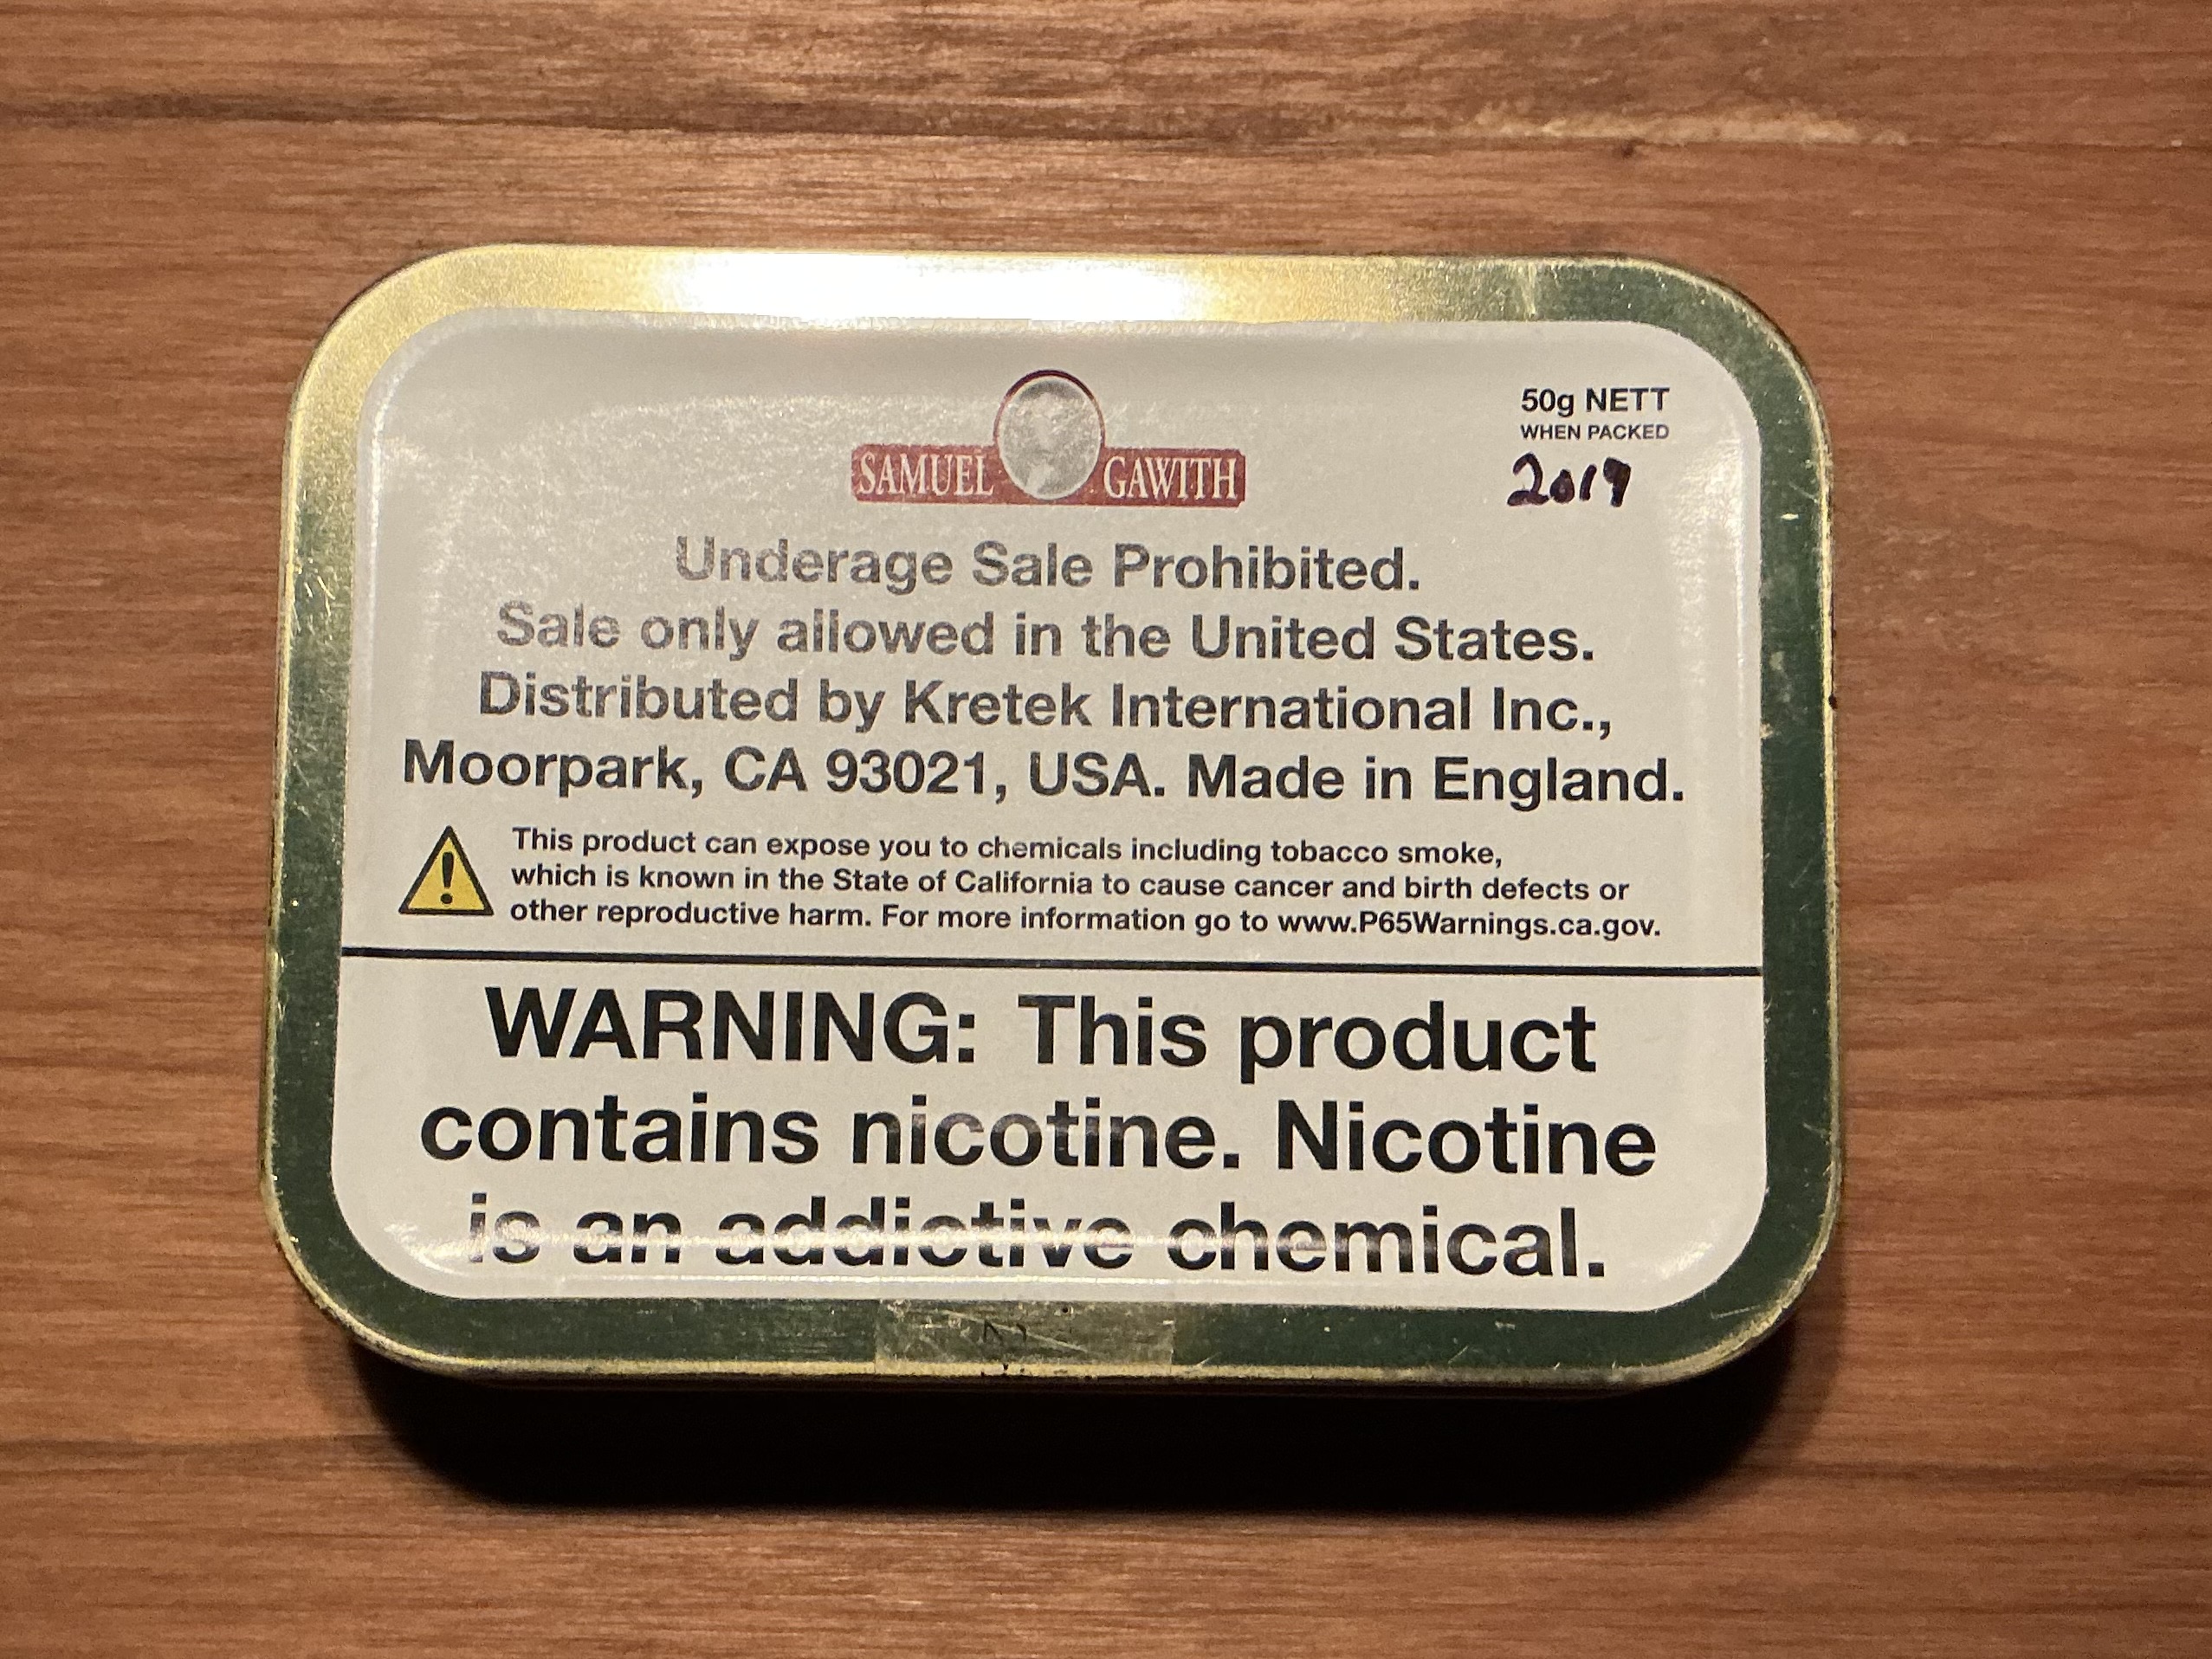 SAMUEL GAWITH
50g NETT
WHEN PACKED
2019
Underage Sale Prohibited.
Sale only allowed in the United States.
Distributed by Kretek International Inc.,
Moorpark, CA 93021, USA. Made in England.
This product can expose you to chemicals including tobacco smoke,
which is known in the State of California to cause cancer and birth defects or
other reproductive harm. For more information go to www.P65Warnings.ca.gov.
WARNING: This product
contains nicotine. Nicotine
is an addictive chemical.